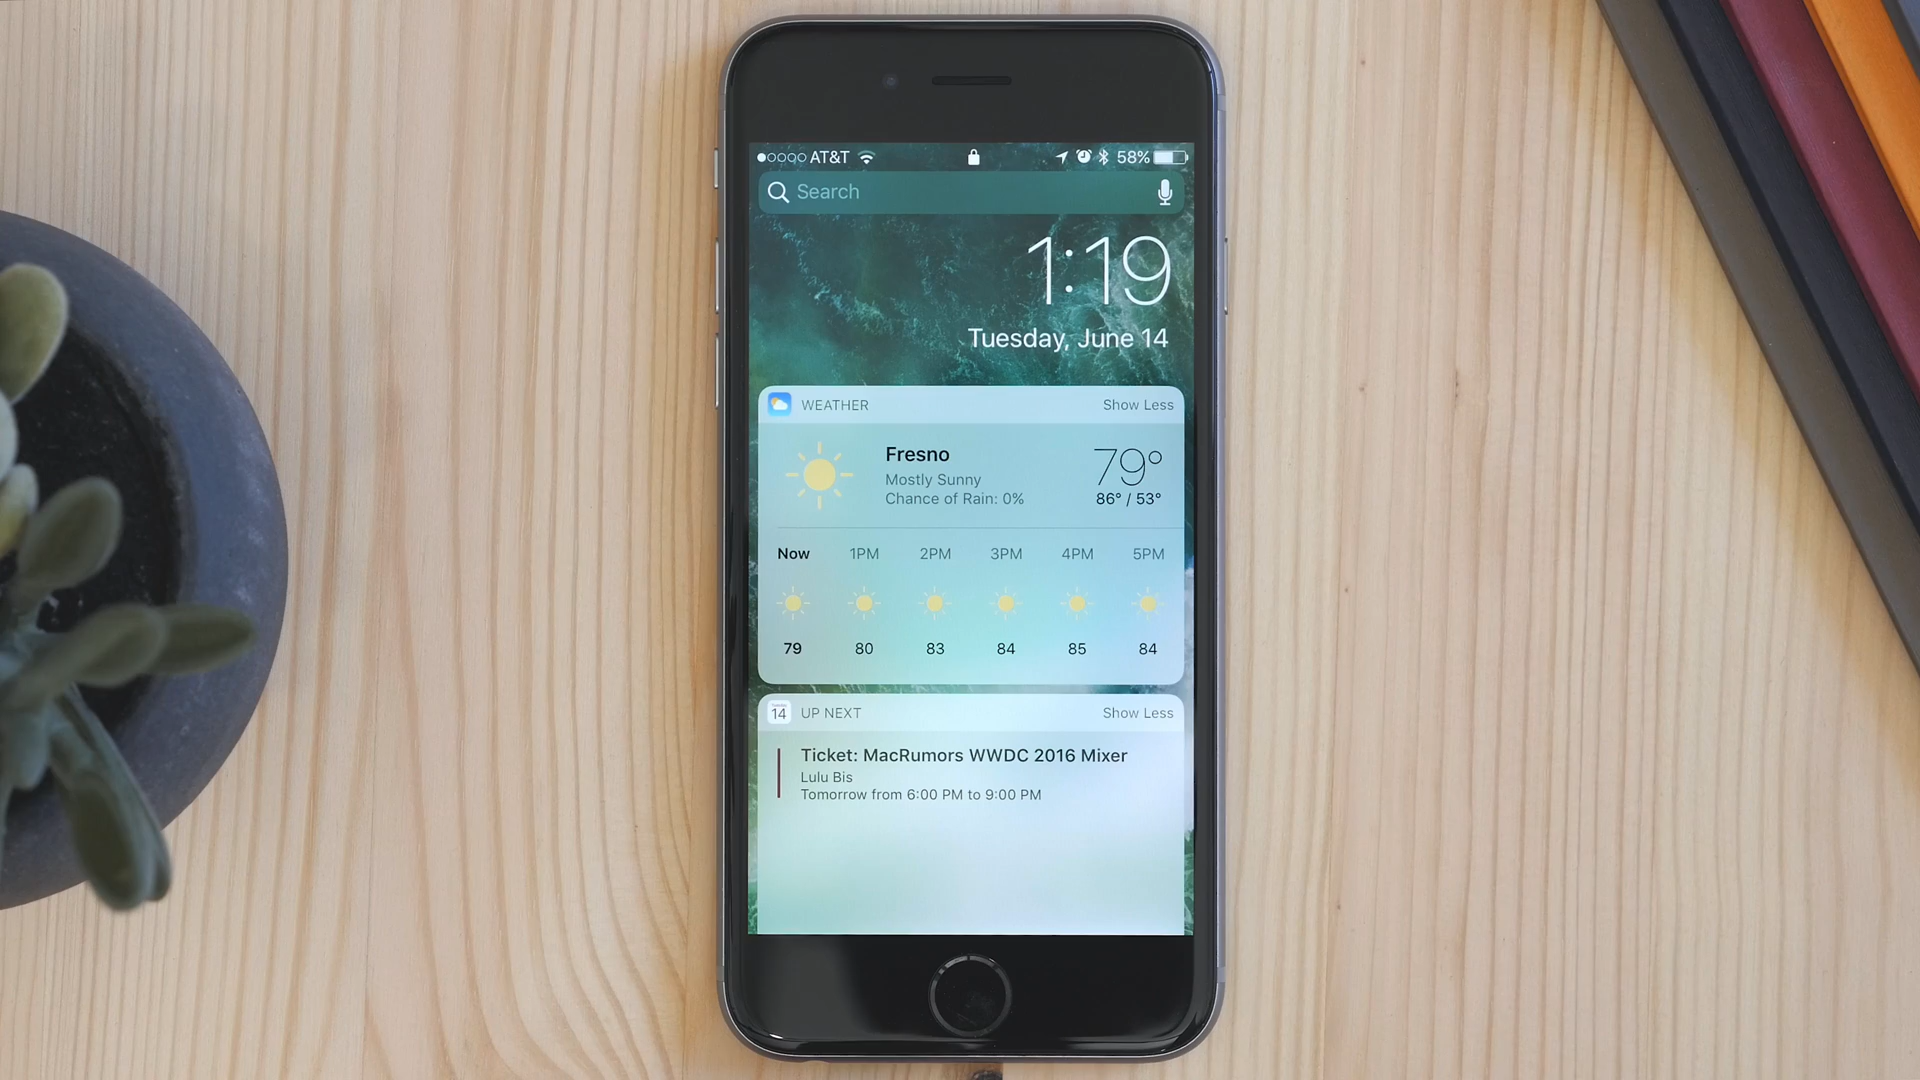 AT&T 58%
Search
1:19
Tuesday, June 14
WEATHER Show Less
Fresno
79°
Mostly Sunny
Chance of Rain: 0% 86° / 53°
Now 1PM 2PM 3PM 4PM 5PM
79 80 83 84 85 84
14 UP NEXT Show Less
Ticket: MacRumors WWDC 2016 Mixer
Lulu Bis
Tomorrow from 6:00 PM to 9:00 PM